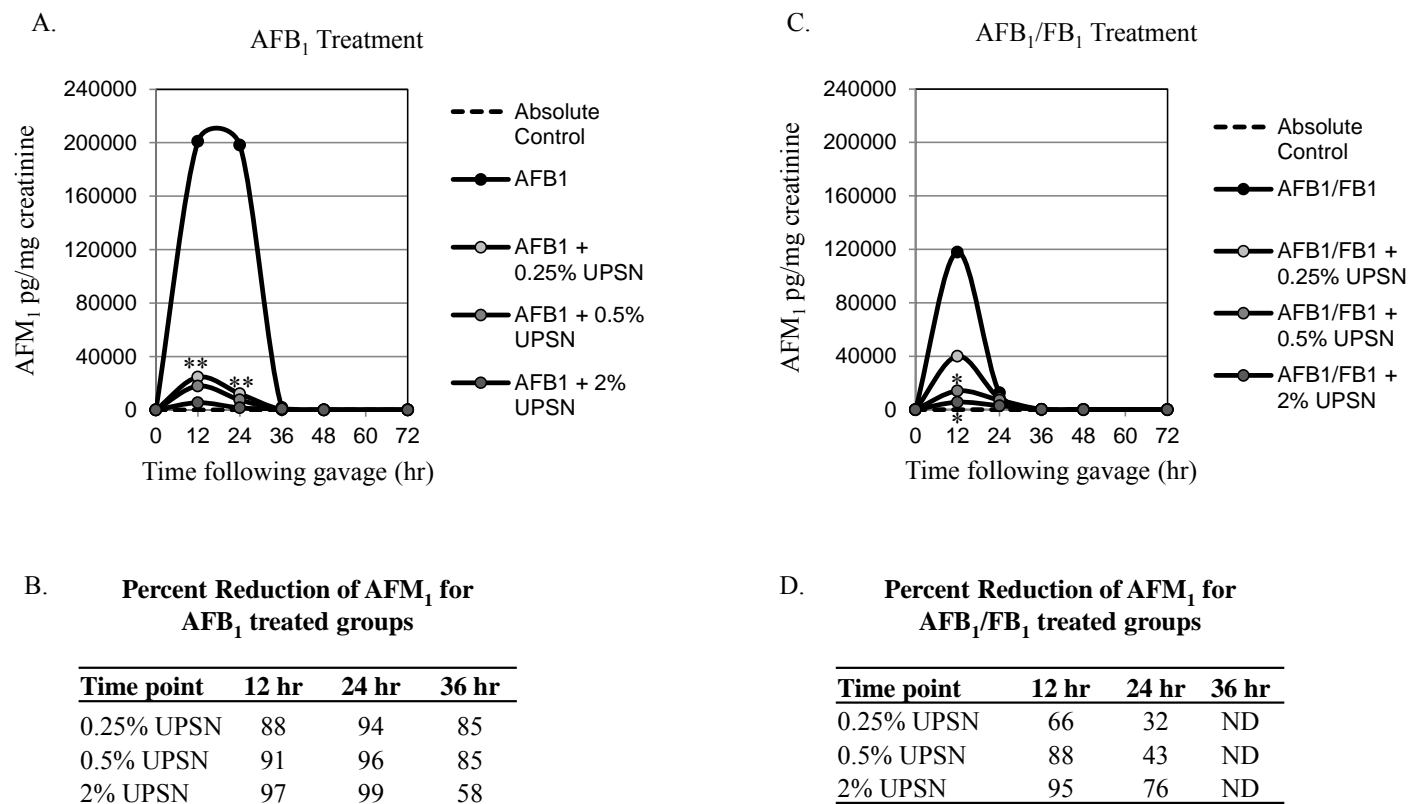 A.
AFB₁ Treatment
240000
200000
160000
120000
80000
40000
0
AFM₁ pg/mg creatinine
**
**
0 12 24 36 48 60 72
Time following gavage (hr)
Absolute
Control
AFB1
AFB1 +
0.25% UPSN
AFB1 + 0.5%
UPSN
AFB1 + 2%
UPSN
C.
AFB₁/FB₁ Treatment
240000
200000
160000
120000
80000
40000
0
AFM₁ pg/mg creatinine
*
*
0 12 24 36 48 60 72
Time following gavage (hr)
Absolute
Control
AFB1/FB1
AFB1/FB1 +
0.25% UPSN
AFB1/FB1 +
0.5% UPSN
AFB1/FB1 +
2% UPSN
B.
Percent Reduction of AFM₁ for
AFB₁ treated groups
Time point 12 hr 24 hr 36 hr
0.25% UPSN 88 94 85
0.5% UPSN 91 96 85
2% UPSN 97 99 58
D.
Percent Reduction of AFM₁ for
AFB₁/FB₁ treated groups
Time point 12 hr 24 hr 36 hr
0.25% UPSN 66 32 ND
0.5% UPSN 88 43 ND
2% UPSN 95 76 ND